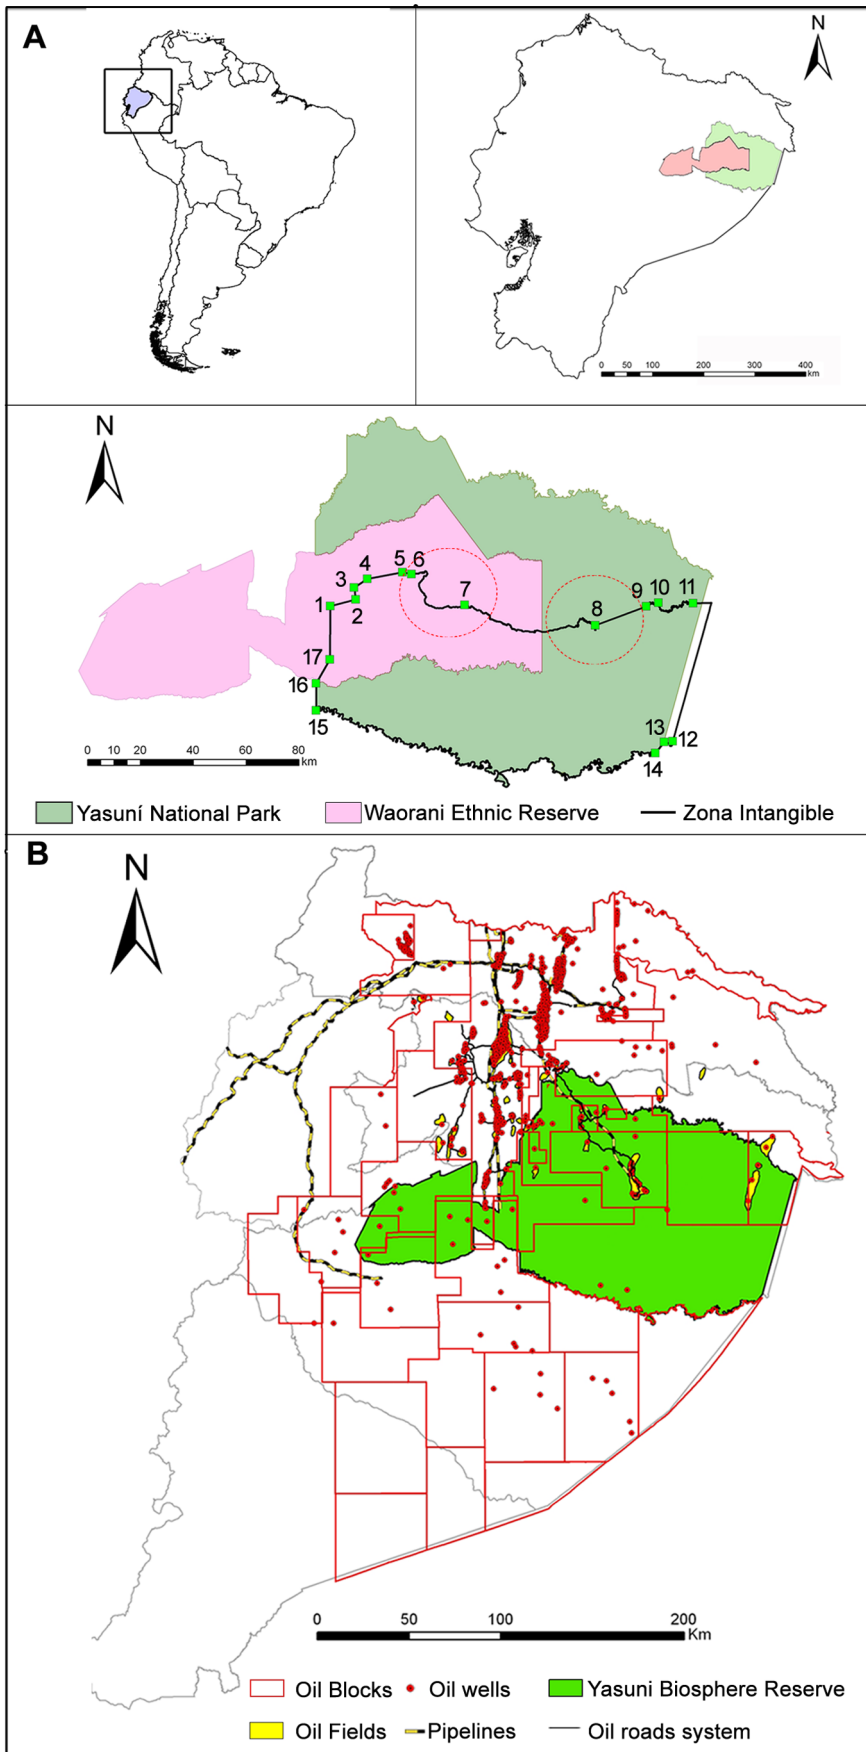 A
N
0 25 50 100 200 300 400
km
N
1
2
3
4
5
6
7
8
9
10
11
12
13
14
15
16
17
0 10 20 40 60 80
km
Yasuní National Park Waorani Ethnic Reserve Zona Intangible
B
N
0 50 100 200
Km
Oil Blocks Oil wells Yasuni Biosphere Reserve
Oil Fields Pipelines Oil roads system